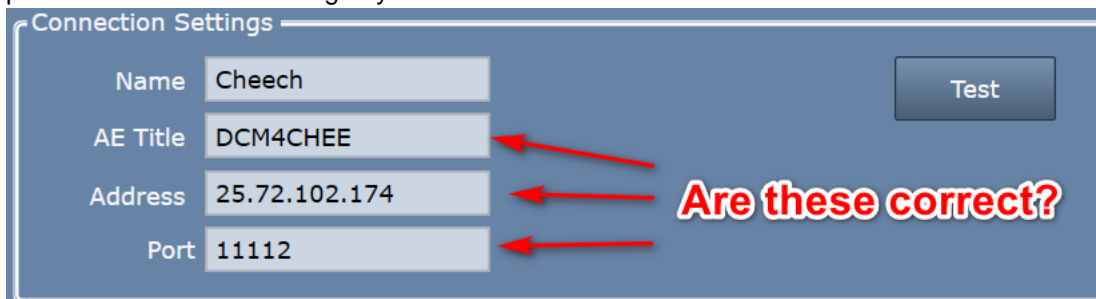 Connection Settings
Name Cheech
Test
AE Title DCM4CHEE
Address 25.72.102.174
Are these correct?
Port 11112